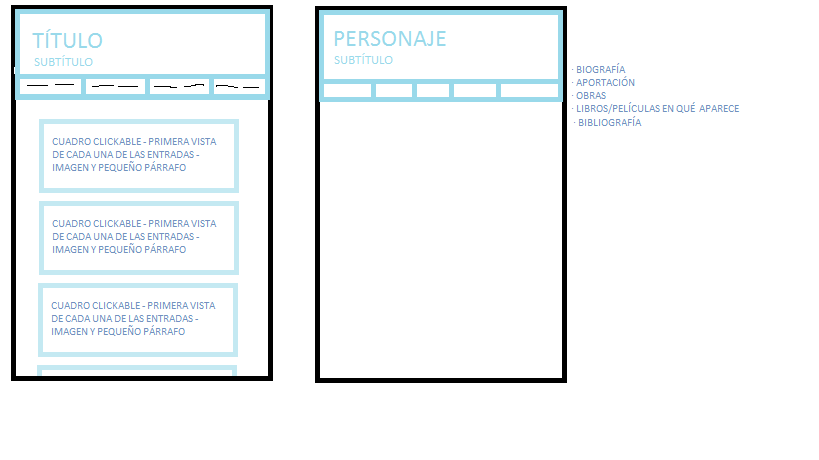 TÍTULO
SUBTÍTULO
CUADRO CLICKABLE - PRIMERA VISTA
DE CADA UNA DE LAS ENTRADAS -
IMAGEN Y PEQUEÑO PÁRRAFO
CUADRO CLICKABLE - PRIMERA VISTA
DE CADA UNA DE LAS ENTRADAS -
IMAGEN Y PEQUEÑO PÁRRAFO
CUADRO CLICKABLE - PRIMERA VISTA
DE CADA UNA DE LAS ENTRADAS -
IMAGEN Y PEQUEÑO PÁRRAFO
PERSONAJE
SUBTÍTULO
· BIOGRAFÍA
· APORTACIÓN
· OBRAS
· LIBROS/PELÍCULAS EN QUÉ APARECE
· BIBLIOGRAFÍA